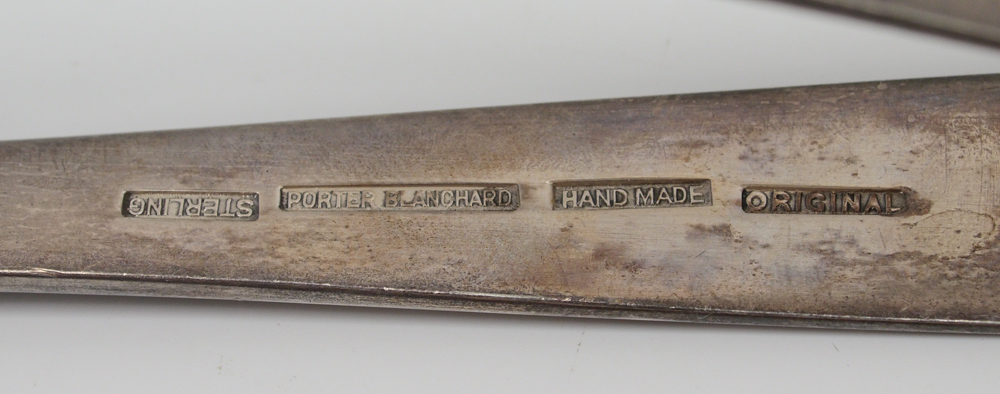 STERLING PORTER BLANCHARD HAND MADE ORIGINAL